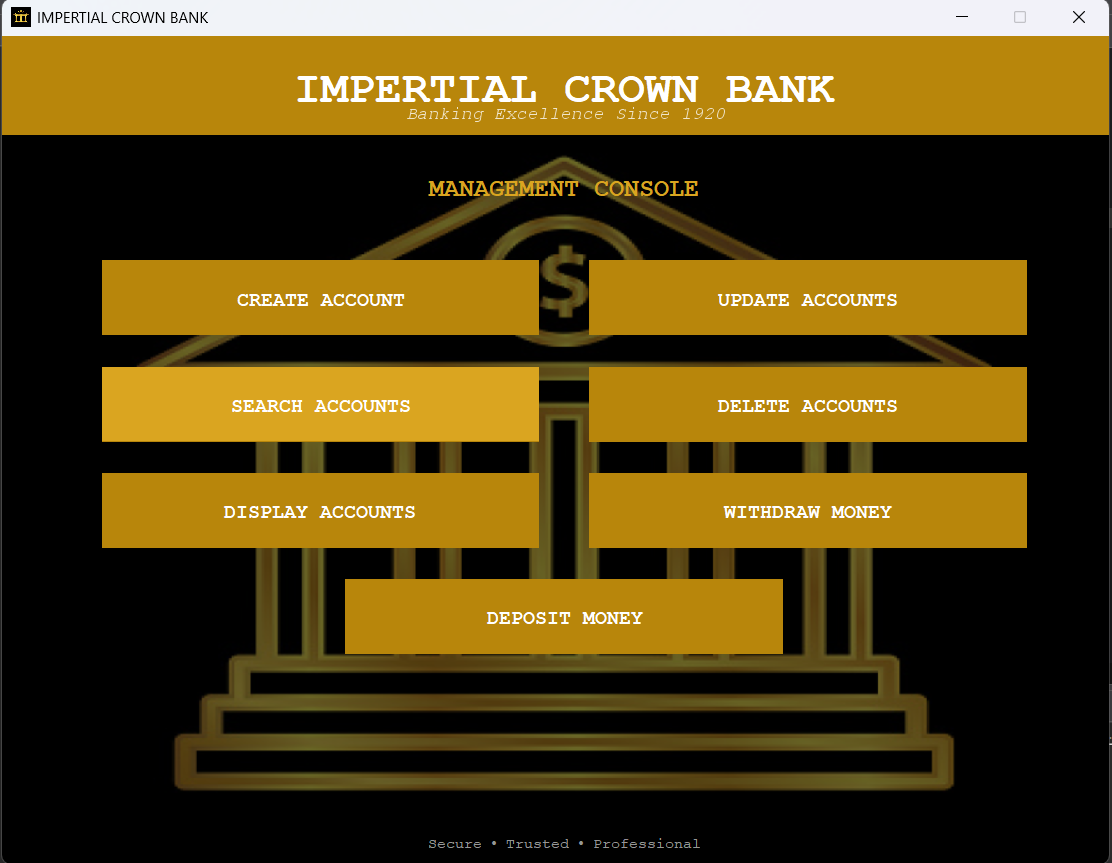 IMPERTIAL CROWN BANK
IMPERTIAL CROWN BANK
Banking Excellence Since 1920
MANAGEMENT CONSOLE
$
CREATE ACCOUNT
UPDATE ACCOUNTS
SEARCH ACCOUNTS
DELETE ACCOUNTS
DISPLAY ACCOUNTS
WITHDRAW MONEY
DEPOSIT MONEY
Secure • Trusted • Professional